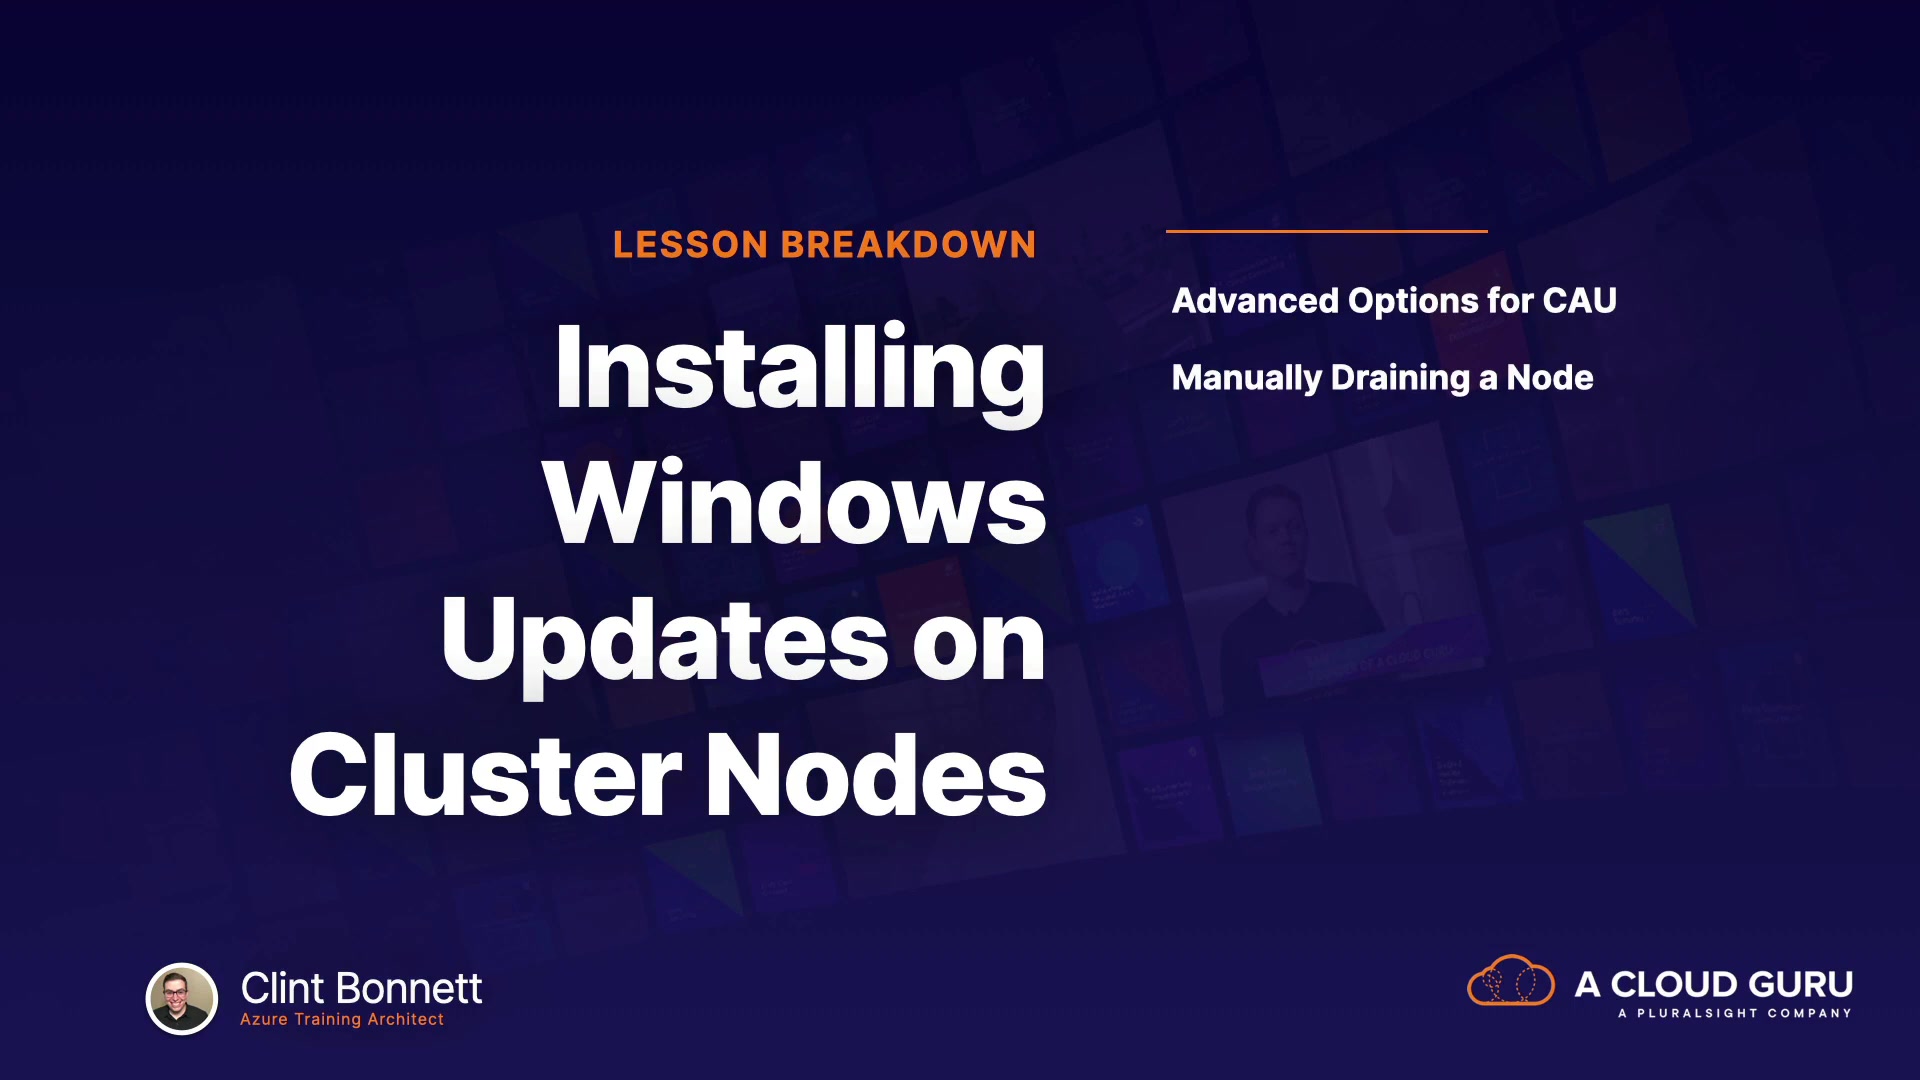 LESSON BREAKDOWN
Installing
Windows
Updates on
Cluster Nodes
Advanced Options for CAU
Manually Draining a Node
Clint Bonnett
Azure Training Architect
A CLOUD GURU
A PLURALSIGHT COMPANY